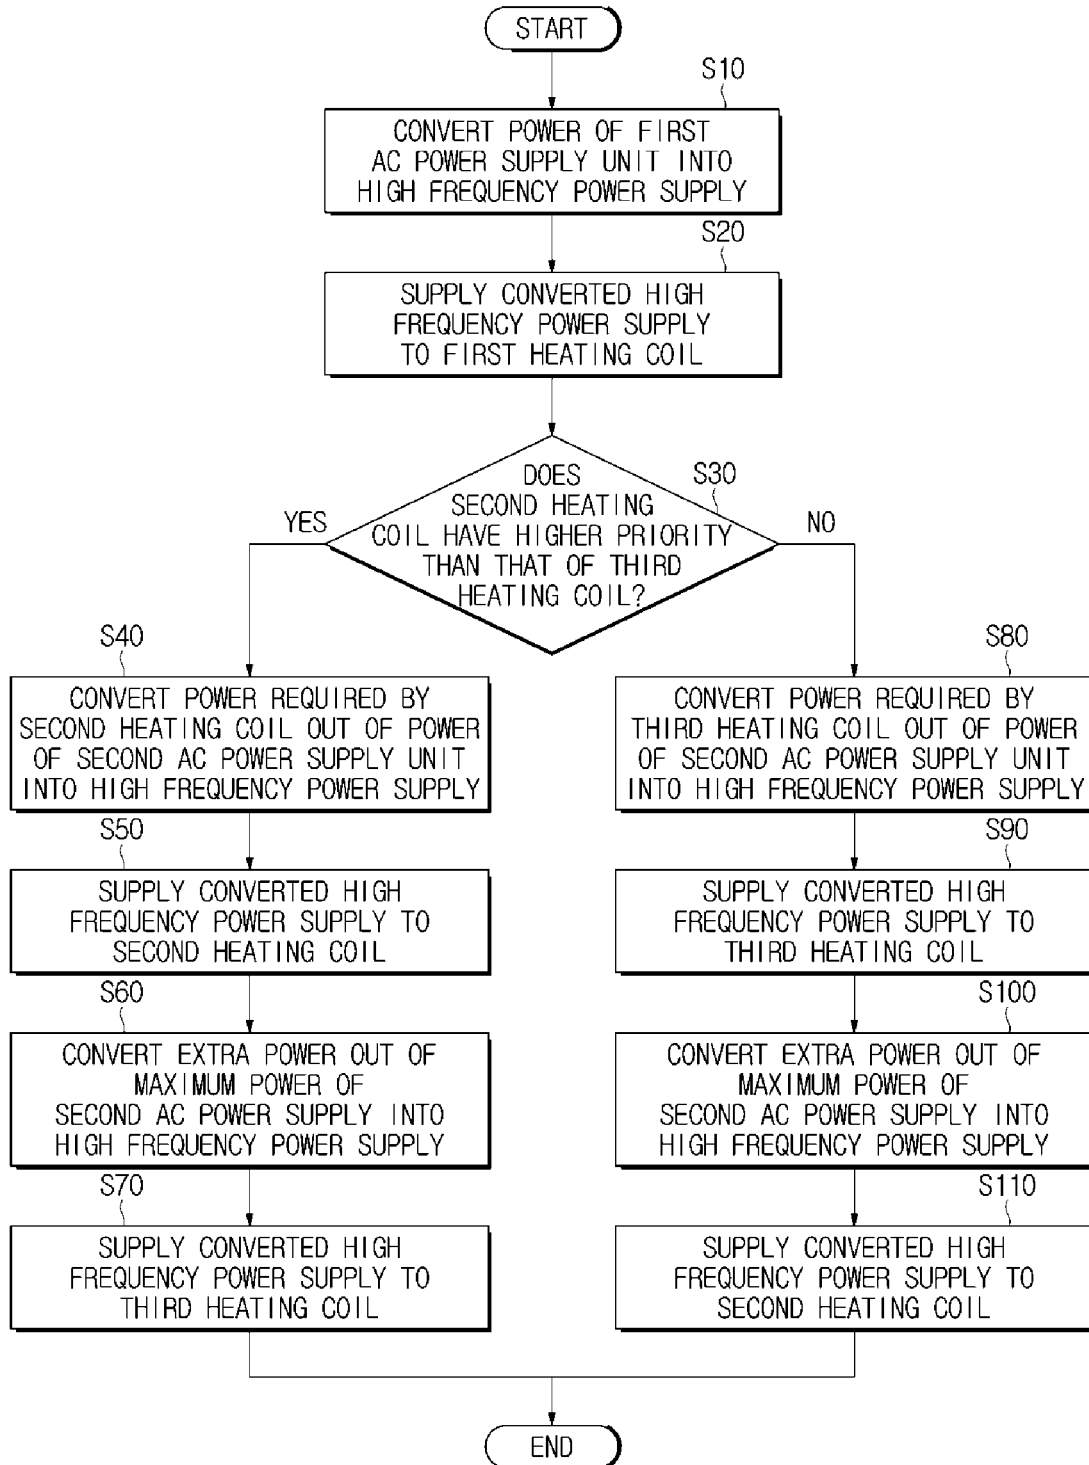 START
S10
CONVERT POWER OF FIRST
AC POWER SUPPLY UNIT INTO
HIGH FREQUENCY POWER SUPPLY
S20
SUPPLY CONVERTED HIGH
FREQUENCY POWER SUPPLY
TO FIRST HEATING COIL
S30
DOES
SECOND HEATING
COIL HAVE HIGHER PRIORITY
THAN THAT OF THIRD
HEATING COIL?
YES
NO
S40
CONVERT POWER REQUIRED BY
SECOND HEATING COIL OUT OF POWER
OF SECOND AC POWER SUPPLY UNIT
INTO HIGH FREQUENCY POWER SUPPLY
S50
SUPPLY CONVERTED HIGH
FREQUENCY POWER SUPPLY TO
SECOND HEATING COIL
S60
CONVERT EXTRA POWER OUT OF
MAXIMUM POWER OF
SECOND AC POWER SUPPLY INTO
HIGH FREQUENCY POWER SUPPLY
S70
SUPPLY CONVERTED HIGH
FREQUENCY POWER SUPPLY TO
THIRD HEATING COIL
S80
CONVERT POWER REQUIRED BY
THIRD HEATING COIL OUT OF POWER
OF SECOND AC POWER SUPPLY UNIT
INTO HIGH FREQUENCY POWER SUPPLY
S90
SUPPLY CONVERTED HIGH
FREQUENCY POWER SUPPLY TO
THIRD HEATING COIL
S100
CONVERT EXTRA POWER OUT OF
MAXIMUM POWER OF
SECOND AC POWER SUPPLY INTO
HIGH FREQUENCY POWER SUPPLY
S110
SUPPLY CONVERTED HIGH
FREQUENCY POWER SUPPLY TO
SECOND HEATING COIL
END